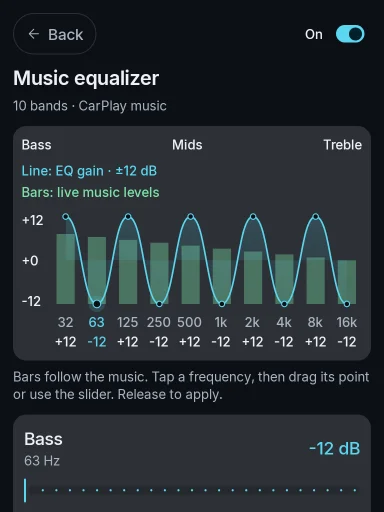 ← Back
On
Music equalizer
10 bands · CarPlay music
Bass Mids Treble
Line: EQ gain · ±12 dB
Bars: live music levels
+12
+0
-12
32 63 125 250 500 1k 2k 4k 8k 16k
+12 -12 +12 -12 +12 -12 +12 -12 +12 -12
Bars follow the music. Tap a frequency, then drag its point
or use the slider. Release to apply.
Bass
-12 dB
63 Hz